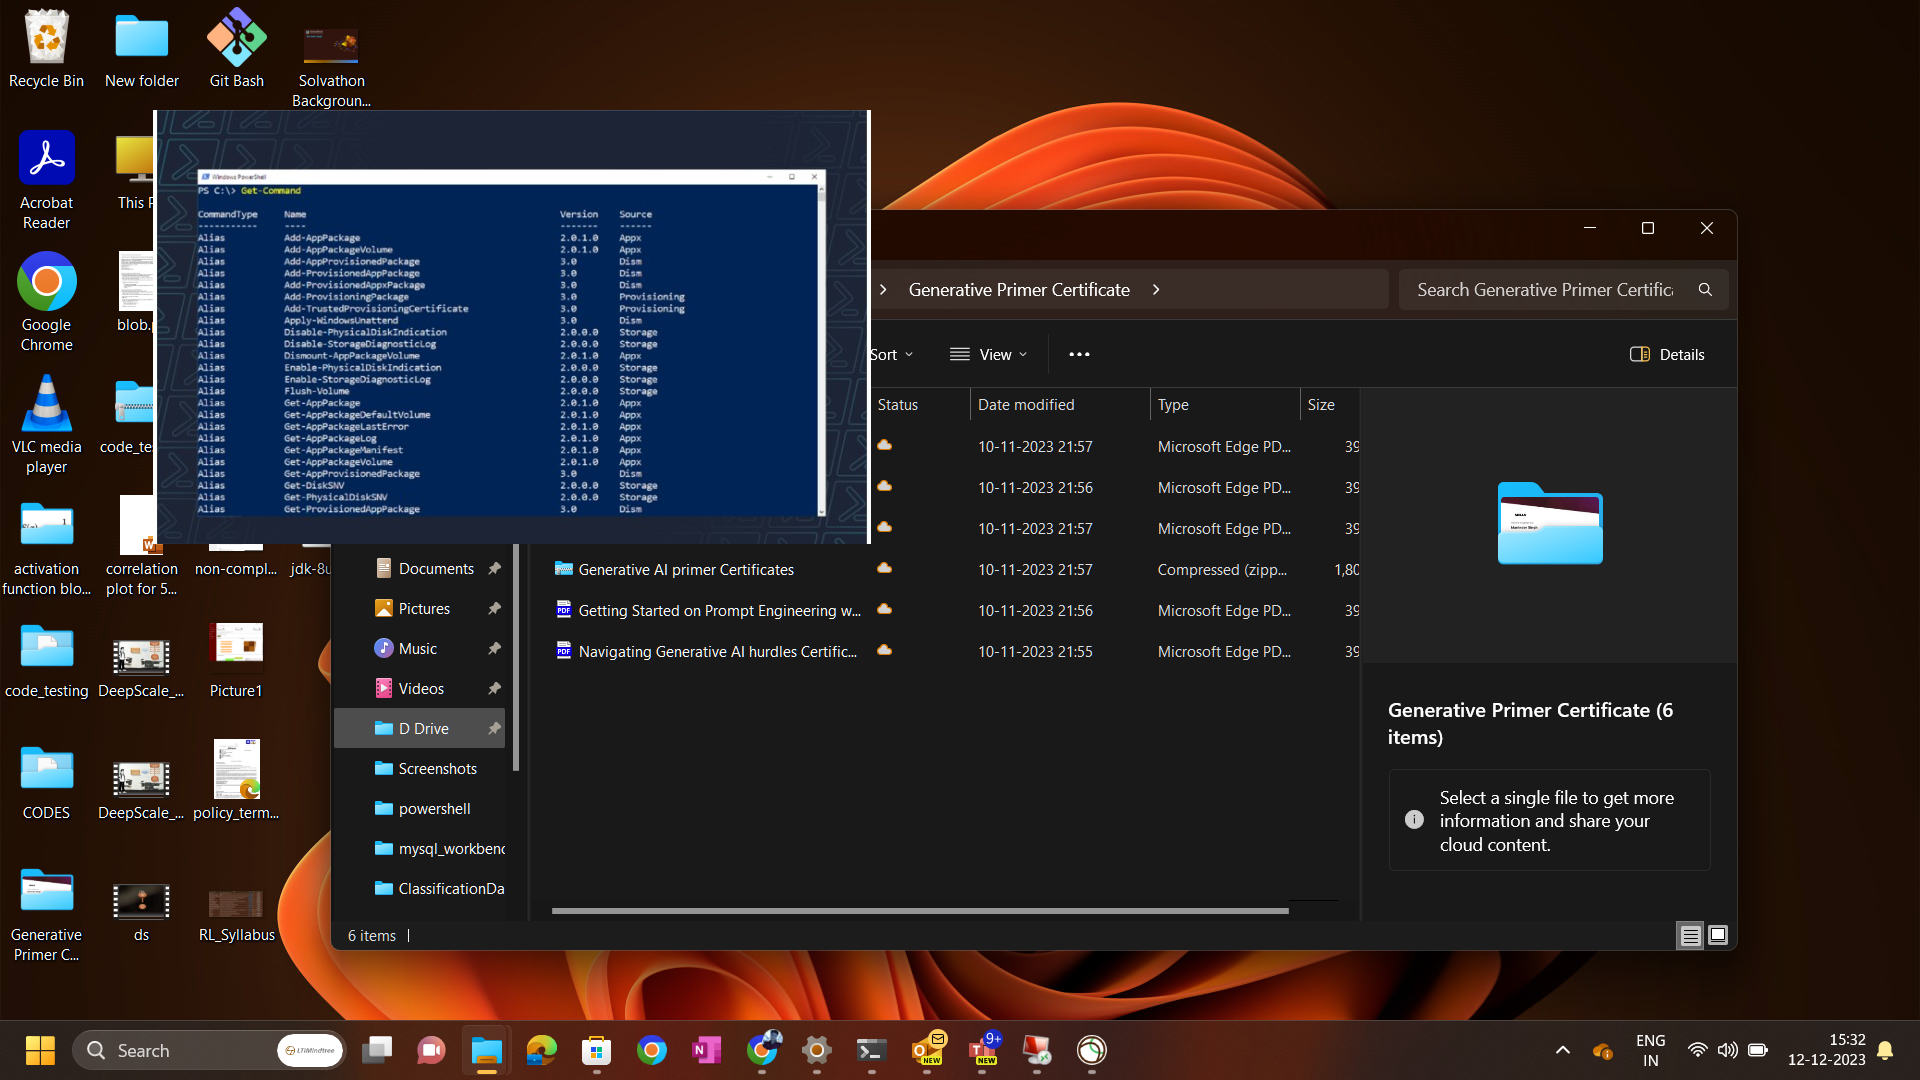 Recycle Bin
New folder
Git Bash
Solvathon
Backgroun...
Acrobat
Reader
This P
Google
Chrome
blob.p
VLC media
player
code_tes
activation
function blo...
correlation
plot for 5...
non-compl...
jdk-8u
code_testing
DeepScale_...
Picture1
CODES
DeepScale_...
policy_term...
Generative
Primer C...
ds
RL_Syllabus
Windows PowerShell
PS C:\> Get-Command
CommandType Name Version Source
----------- ---- ------- ------
Alias Add-AppPackage 2.0.1.0 Appx
Alias Add-AppPackageVolume 2.0.1.0 Appx
Alias Add-AppProvisionedPackage 3.0 Dism
Alias Add-ProvisionedAppPackage 3.0 Dism
Alias Add-ProvisionedAppxPackage 3.0 Dism
Alias Add-ProvisioningPackage 3.0 Provisioning
Alias Add-TrustedProvisioningCertificate 3.0 Provisioning
Alias Apply-WindowsUnattend 3.0 Dism
Alias Disable-PhysicalDiskIndication 2.0.0.0 Storage
Alias Disable-StorageDiagnosticLog 2.0.0.0 Storage
Alias Dismount-AppPackageVolume 2.0.1.0 Appx
Alias Enable-PhysicalDiskIndication 2.0.0.0 Storage
Alias Enable-StorageDiagnosticLog 2.0.0.0 Storage
Alias Flush-Volume 2.0.0.0 Storage
Alias Get-AppPackage 2.0.1.0 Appx
Alias Get-AppPackageDefaultVolume 2.0.1.0 Appx
Alias Get-AppPackageLastError 2.0.1.0 Appx
Alias Get-AppPackageLog 2.0.1.0 Appx
Alias Get-AppPackageManifest 2.0.1.0 Appx
Alias Get-AppPackageVolume 2.0.1.0 Appx
Alias Get-AppProvisionedPackage 3.0 Dism
Alias Get-DiskSNV 2.0.0.0 Storage
Alias Get-PhysicalDiskSNV 2.0.0.0 Storage
Alias Get-ProvisionedAppPackage 3.0 Dism
Generative Primer Certificate
Search Generative Primer Certific
Sort
View
Details
Status Date modified Type Size
10-11-2023 21:57 Microsoft Edge PD... 39
10-11-2023 21:56 Microsoft Edge PD... 39
10-11-2023 21:57 Microsoft Edge PD... 39
Generative AI primer Certificates 10-11-2023 21:57 Compressed (zipp... 1,80
Getting Started on Prompt Engineering w... 10-11-2023 21:56 Microsoft Edge PD... 39
Navigating Generative AI hurdles Certific... 10-11-2023 21:55 Microsoft Edge PD... 39
Documents
Pictures
Music
Videos
D Drive
Screenshots
powershell
mysql_workbenc
ClassificationDa
Generative Primer Certificate (6
items)
Select a single file to get more
information and share your
cloud content.
6 items
Search
LTIMindtree
NEW
9+
NEW
ENG
IN
15:32
12-12-2023